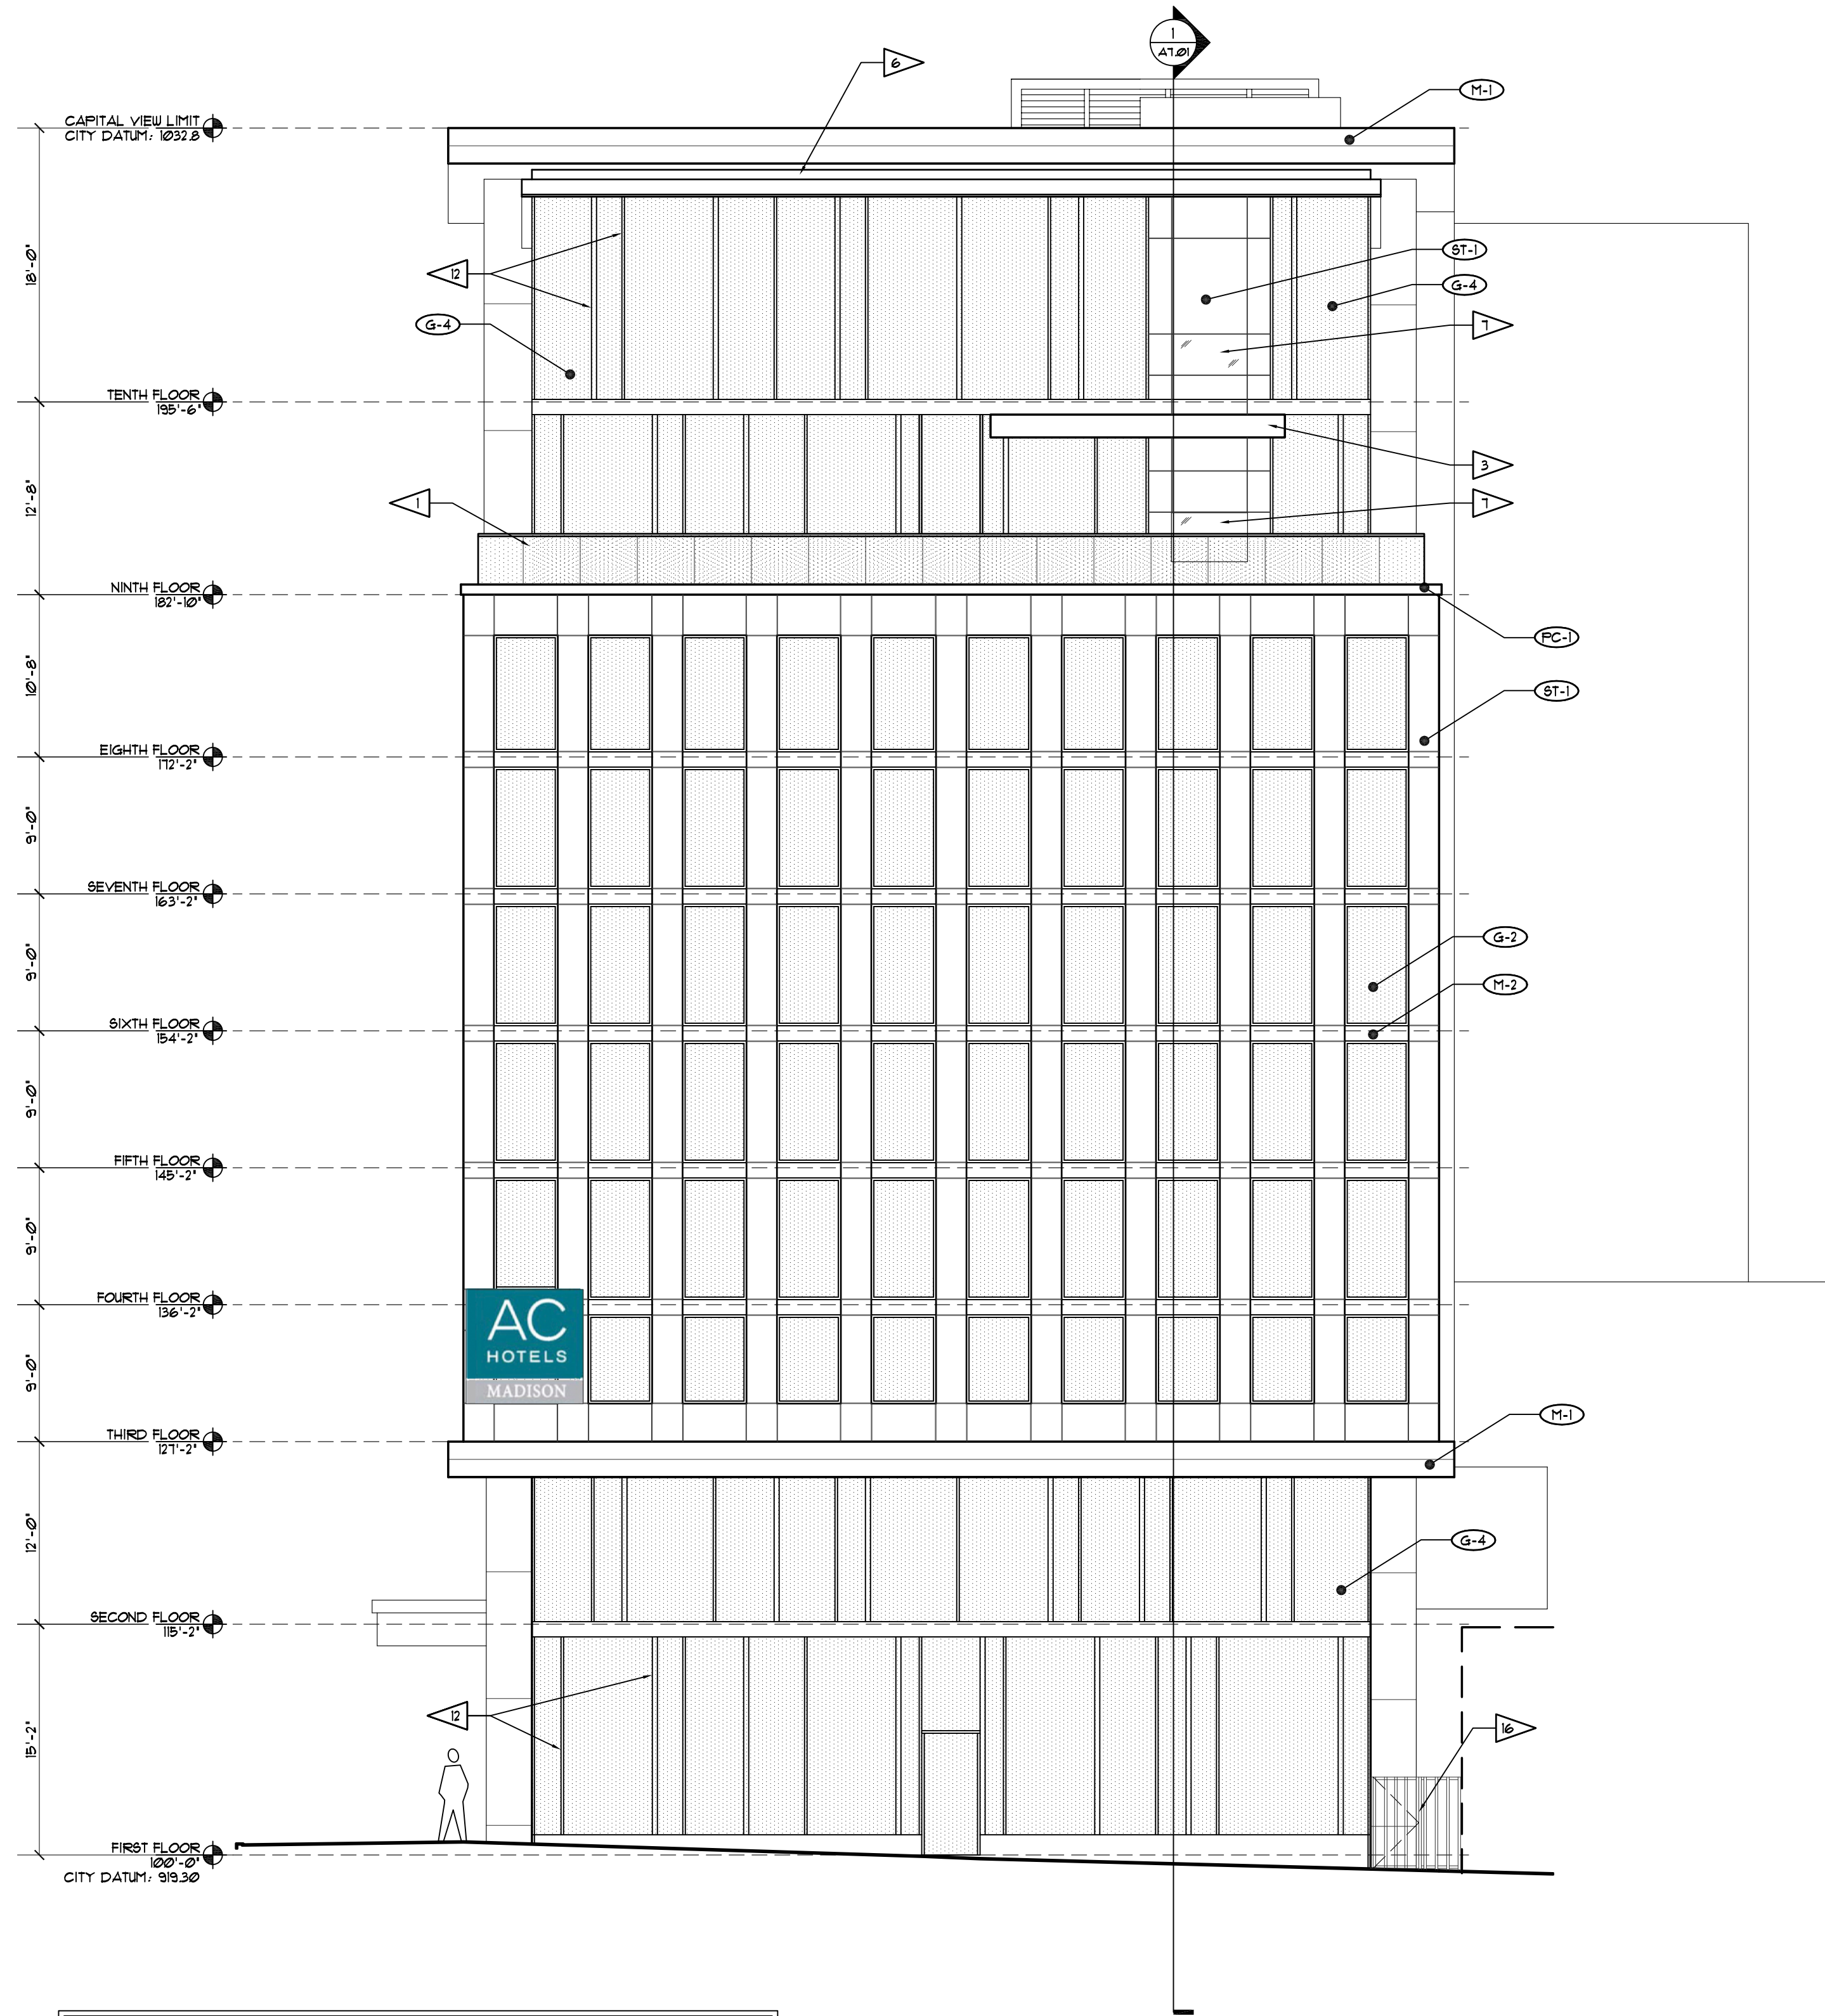 1
A7.01
6
M-1
CAPITAL VIEW LIMIT
CITY DATUM: 1032.8
18'-0"
12
ST-1
G-4
G-4
7
TENTH FLOOR
195'-6"
3
12'-8"
1
7
NINTH FLOOR
182'-10"
PC-1
10'-8"
ST-1
EIGHTH FLOOR
172'-2"
9'-0"
SEVENTH FLOOR
163'-2"
G-2
9'-0"
M-2
SIXTH FLOOR
154'-2"
9'-0"
FIFTH FLOOR
145'-2"
9'-0"
FOURTH FLOOR
136'-2"
AC
HOTELS
MADISON
9'-0"
M-1
THIRD FLOOR
127'-2"
12'-0"
G-4
SECOND FLOOR
115'-2"
12
16
15'-2"
FIRST FLOOR
100'-0"
CITY DATUM: 919.30